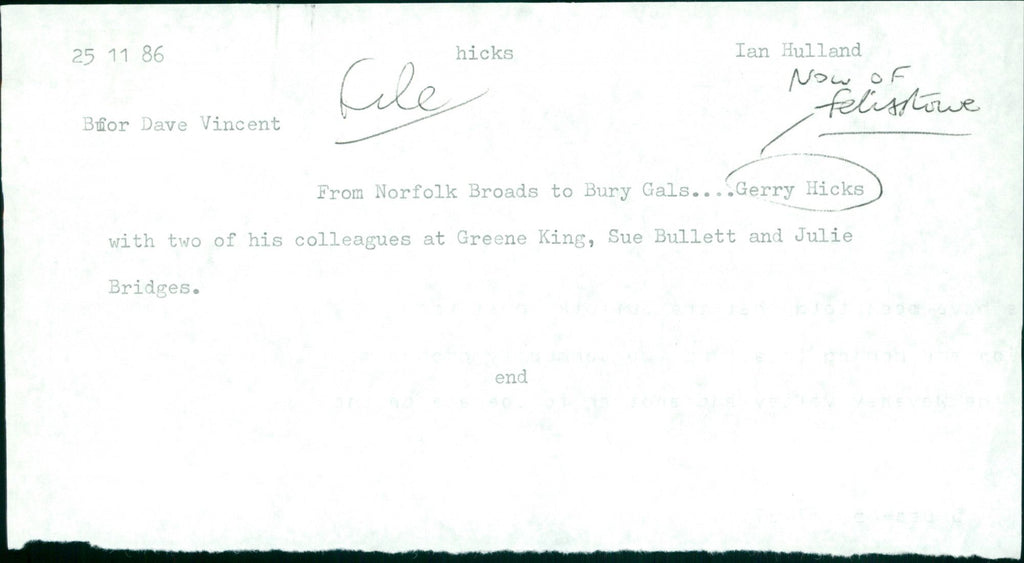 25 11 86 hicks Ian Hulland
File
Now OF
Felixstowe
Bfor Dave Vincent
From Norfolk Broads to Bury Gals....Gerry Hicks
with two of his colleagues at Greene King, Sue Bullett and Julie
Bridges.
end